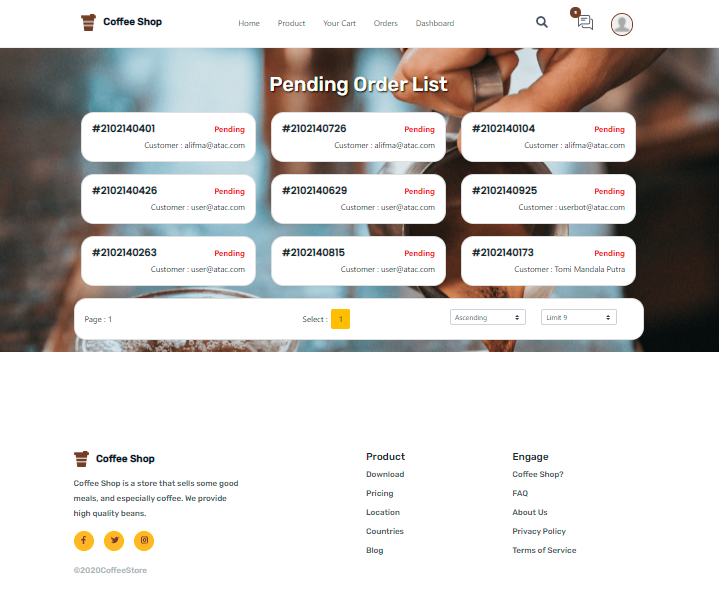 Coffee Shop
Home Product Your Cart Orders Dashboard
Pending Order List
#2102140401 Pending
Customer : alifma@atac.com
#2102140726 Pending
Customer : alifma@atac.com
#2102140104 Pending
Customer : alifma@atac.com
#2102140426 Pending
Customer : user@atac.com
#2102140629 Pending
Customer : user@atac.com
#2102140925 Pending
Customer : userbot@atac.com
#2102140263 Pending
Customer : user@atac.com
#2102140815 Pending
Customer : user@atac.com
#2102140173 Pending
Customer : Tomi Mandala Putra
Page : 1 Select : 1 Ascending Limit 9
Coffee Shop
Coffee Shop is a store that sells some good
meals, and especially coffee, We provide
high quality beans.
©2020CoffeeStore
Product
Download
Pricing
Location
Countries
Blog
Engage
Coffee Shop?
FAQ
About Us
Privacy Policy
Terms of Service